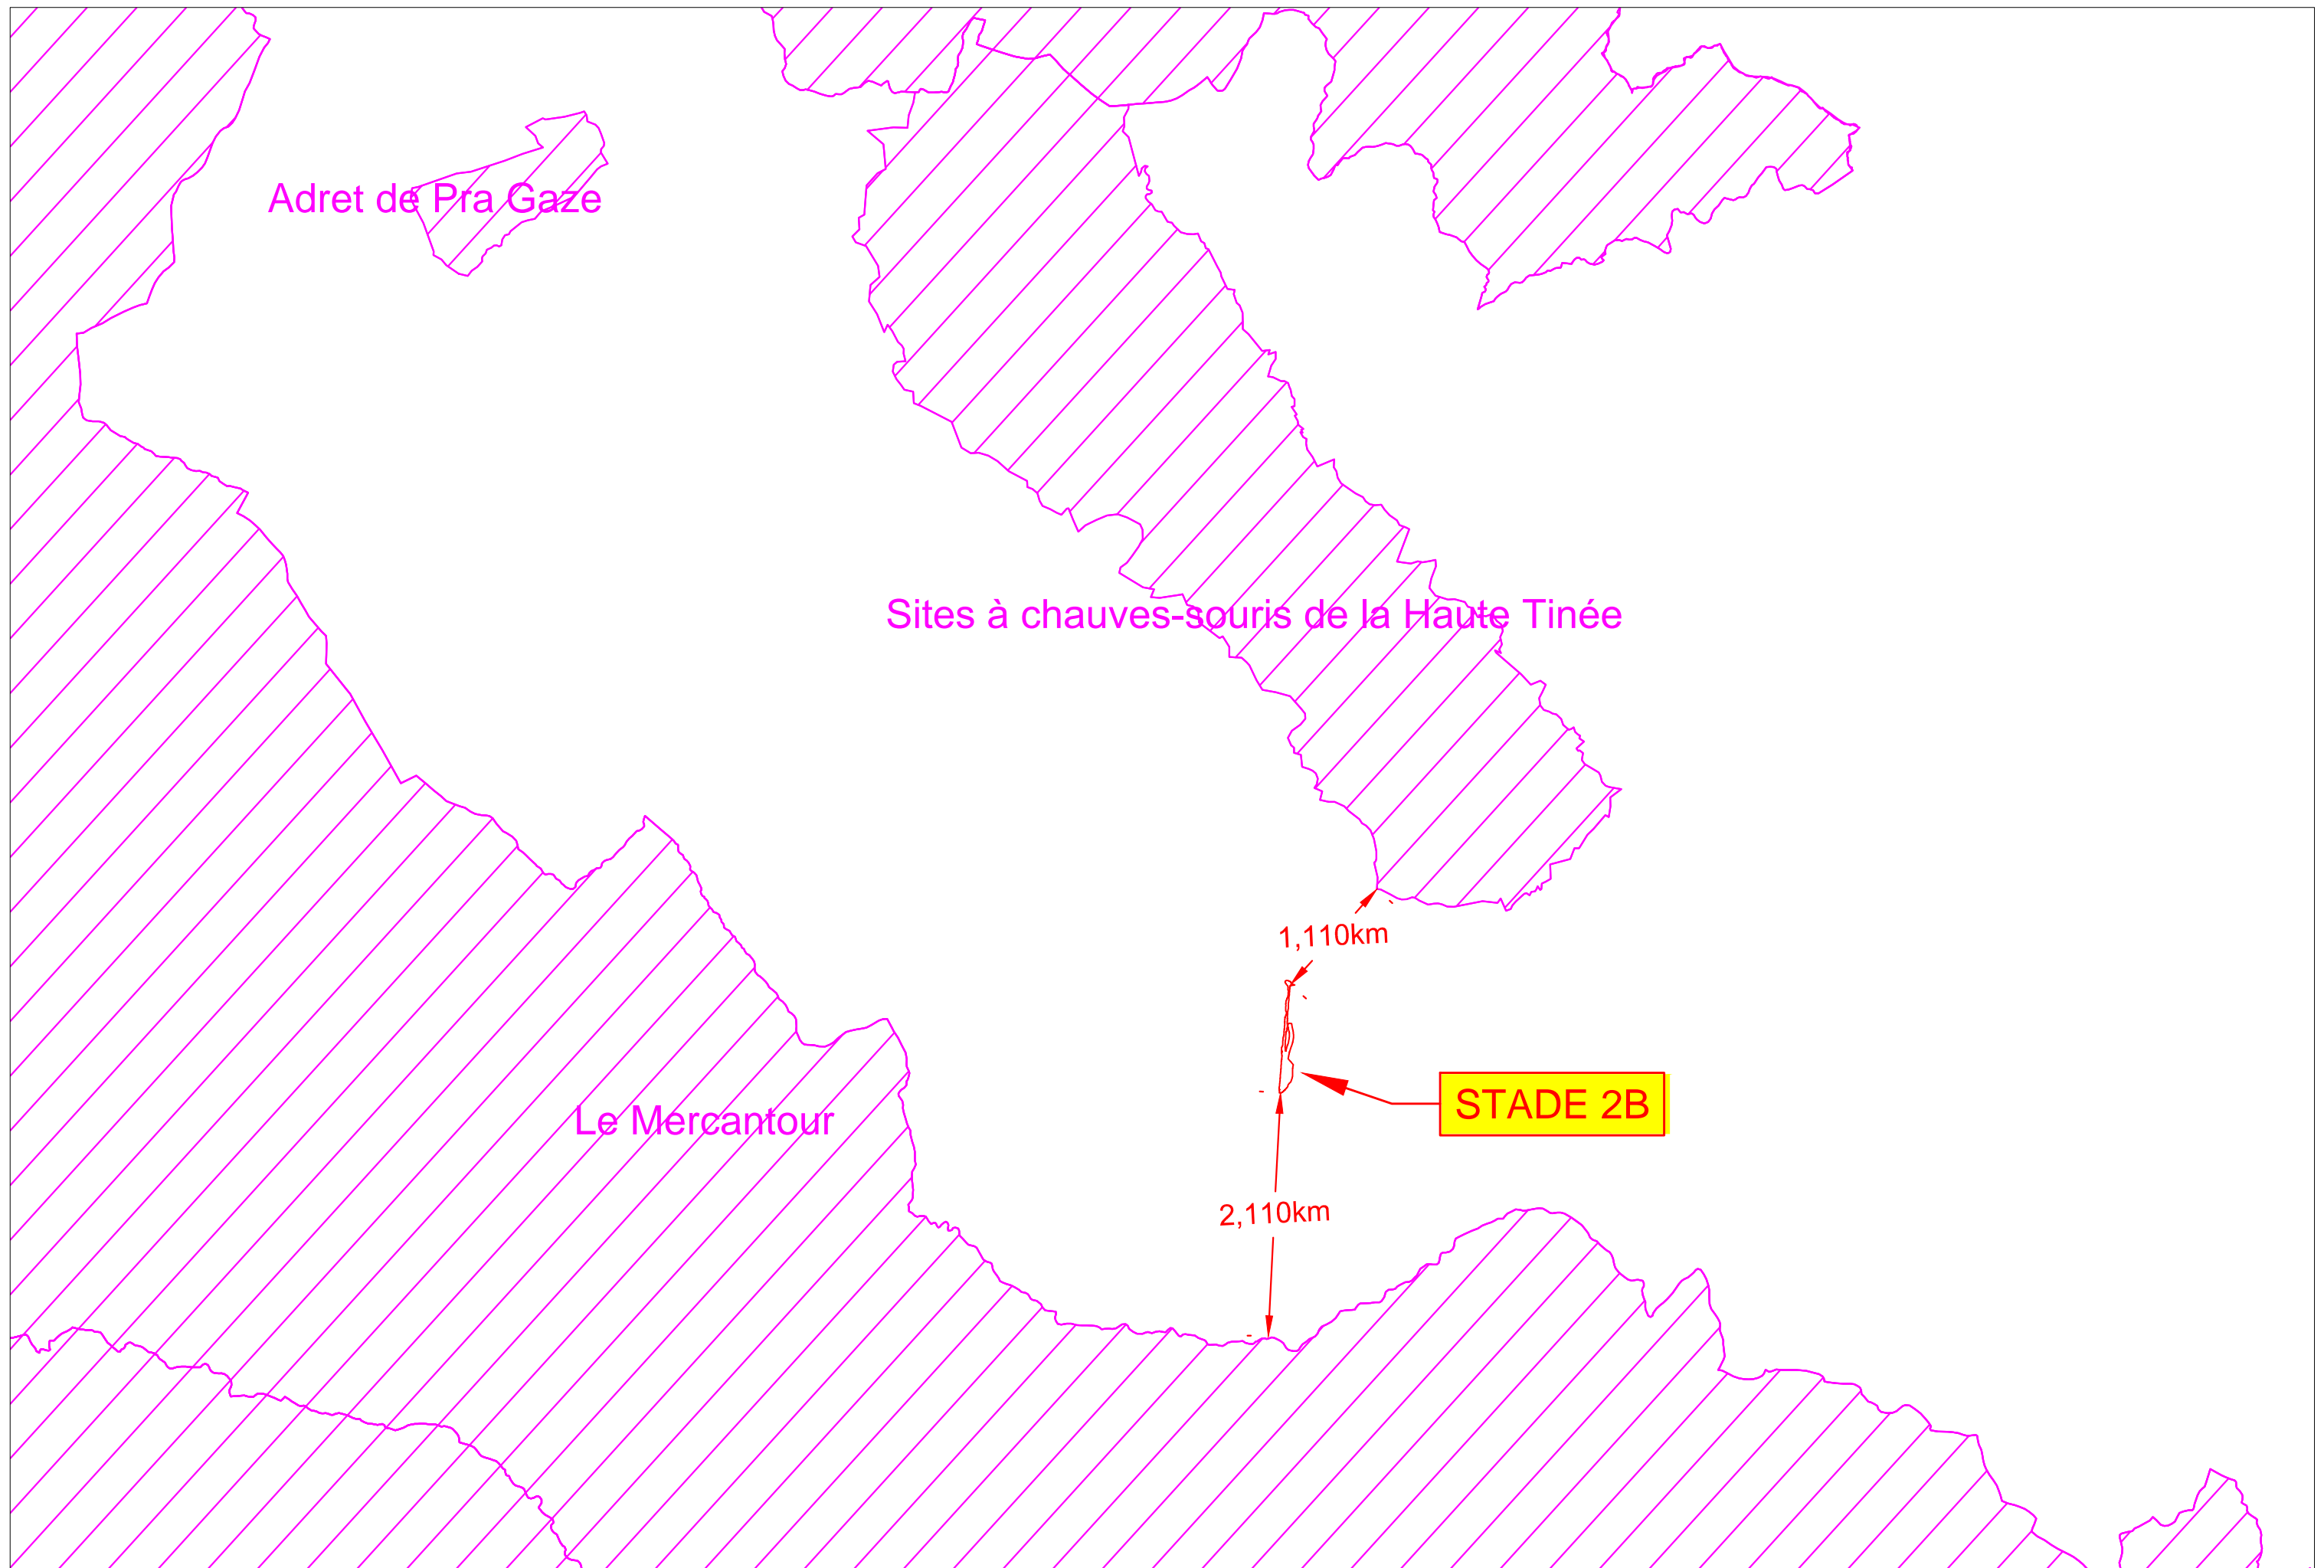 Adret de Pra Gaze
Sites à chauves-souris de la Haute Tinée
1,110km
STADE 2B
Le Mercantour
2,110km